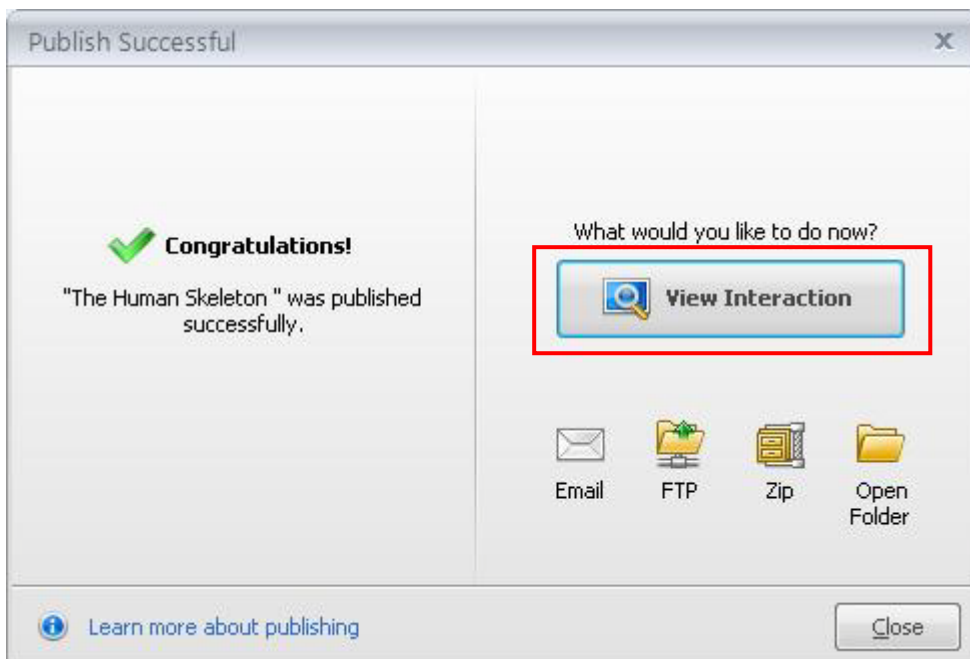 Publish Successful
Congratulations!
"The Human Skeleton " was published
successfully.
What would you like to do now?
View Interaction
Email
FTP
Zip
Open
Folder
Learn more about publishing
Close